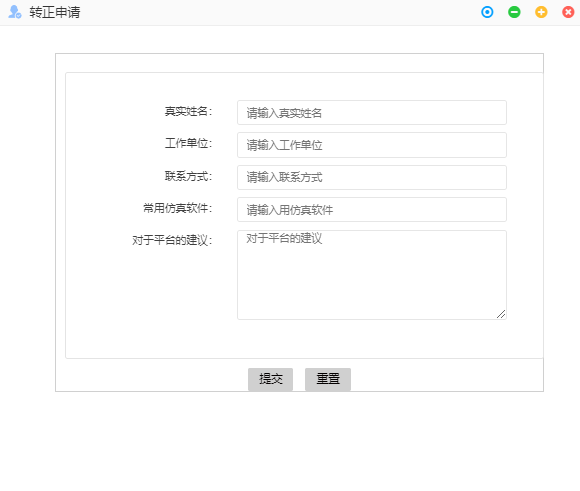 转正申请
真实姓名： 请输入真实姓名
工作单位： 请输入工作单位
联系方式： 请输入联系方式
常用仿真软件： 请输入用仿真软件
对于平台的建议： 对于平台的建议
提交 重置